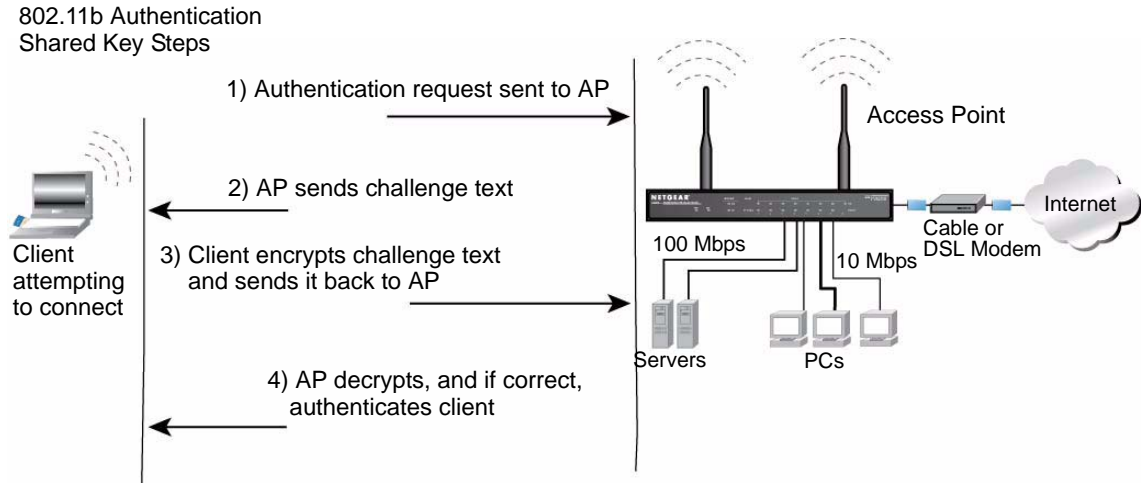 802.11b Authentication
Shared Key Steps
1) Authentication request sent to AP
2) AP sends challenge text
3) Client encrypts challenge text
and sends it back to AP
4) AP decrypts, and if correct,
authenticates client
Client
attempting
to connect
Access Point
NETGEAR
Cable or
DSL Modem
Internet
100 Mbps
10 Mbps
Servers
PCs